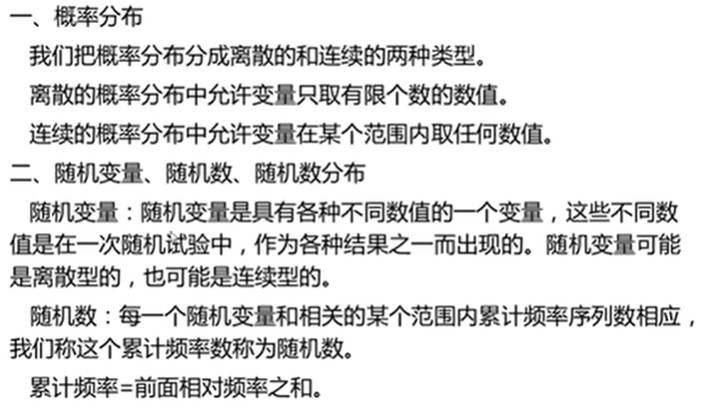 一、概率分布
我们把概率分布分成离散的和连续的两种类型。
离散的概率分布中允许变量只取有限个数的数值。
连续的概率分布中允许变量在某个范围内取任何数值。
二、随机变量、随机数、随机数分布
随机变量：随机变量是具有各种不同数值的一个变量，这些不同数
值是在一次随机试验中，作为各种结果之一而出现的。随机变量可能
是离散型的，也可能是连续型的。
随机数：每一个随机变量和相关的某个范围内累计频率序列数相应，
我们称这个累计频率数称为随机数。
累计频率=前面相对频率之和。